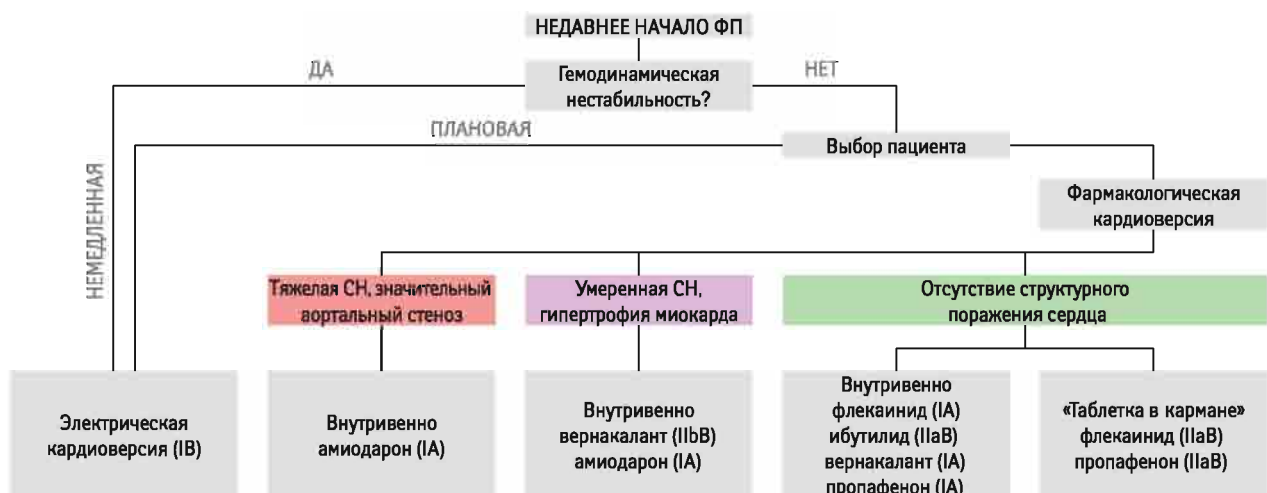 НЕДАВНЕЕ НАЧАЛО ФП
ДА
Гемодинамическая
нестабильность?
НЕТ
ПЛАНОВАЯ
Выбор пациента
НЕМЕДЛЕННАЯ
Фармакологическая
кардиоверсия
Тяжелая СН, значительный
аортальный стеноз
Умеренная СН,
гипертрофия миокарда
Отсутствие структурного
поражения сердца
Электрическая
кардиоверсия (IB)
Внутривенно
амиодарон (IA)
Внутривенно
вернакалант (IIbB)
амиодарон (IA)
Внутривенно
флекаинид (IA)
ибутилид (IIaB)
вернакалант (IA)
пропафенон (IA)
«Таблетка в кармане»
флекаинид (IIaB)
пропафенон (IIaB)